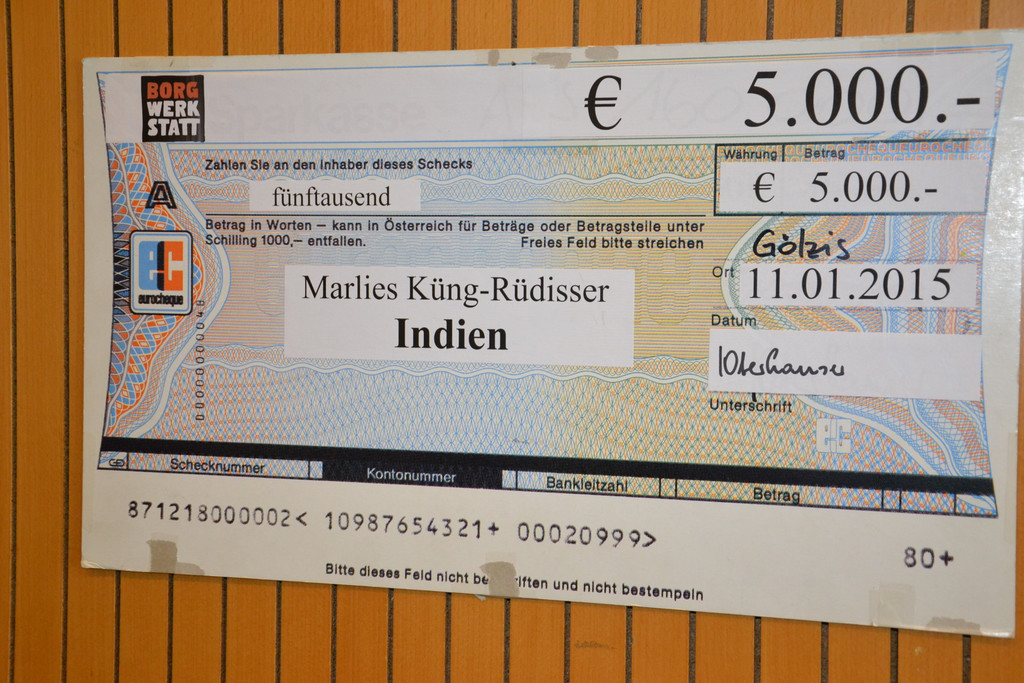 BORG
WERK
STATT
€ 5.000.-
Zahlen Sie an den Inhaber dieses Schecks
Währung Betrag
A
fünftausend
€ 5.000.-
Betrag in Worten – kann in Österreich für Beträge oder Betragsteile unter
Schilling 1000,– entfallen. Freies Feld bitte streichen
Götzis
Ort
11.01.2015
Datum
ec
eurocheque
Marlies Küng-Rüdisser
Indien
Unterschrift
ec
Schecknummer Kontonummer Bankleitzahl Betrag
871218000002< 10987654321+ 00020999>
80+
Bitte dieses Feld nicht be riften und nicht bestempeln